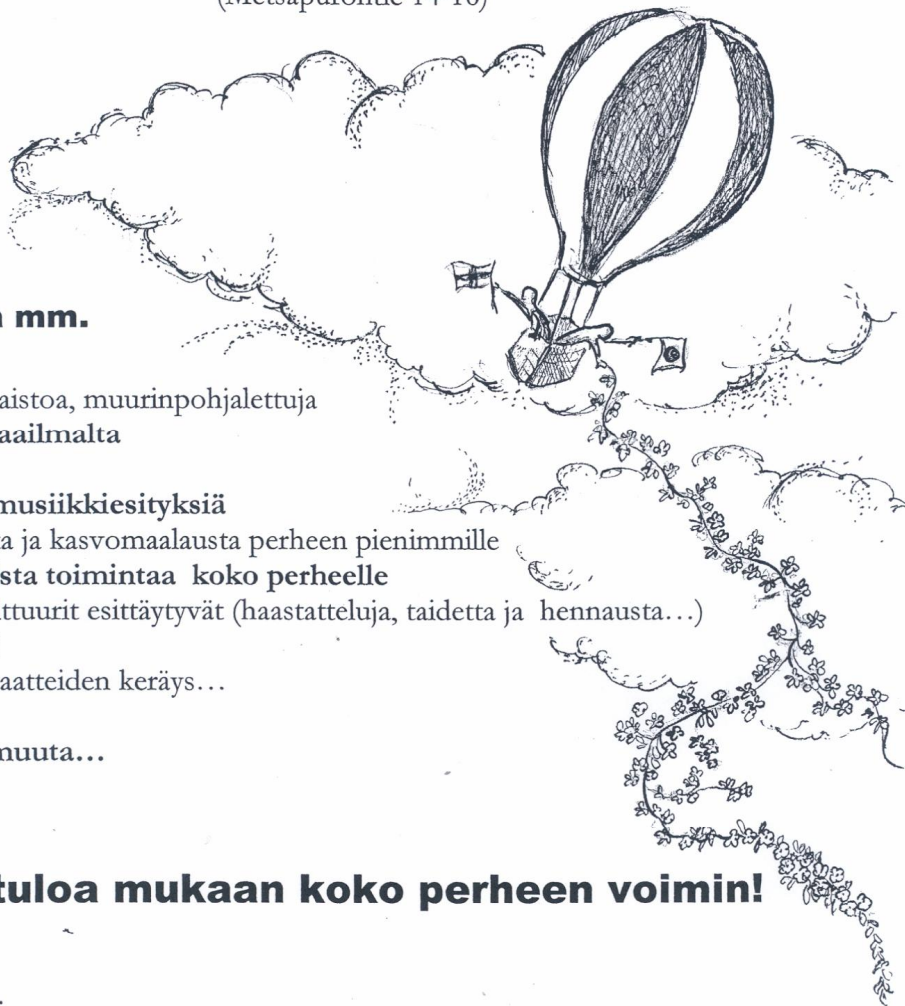 (Metsäpurontie 14-16)
mm.
aistoa, muurinpohjalettuja
aailmalta
musiikkiesityksiä
a ja kasvomaalausta perheen pienimmille
sta toimintaa koko perheelle
ttuurit esittäytyvät (haastatteluja, taidetta ja hennausta…)
aatteiden keräys…
muuta…
tuloa mukaan koko perheen voimin!